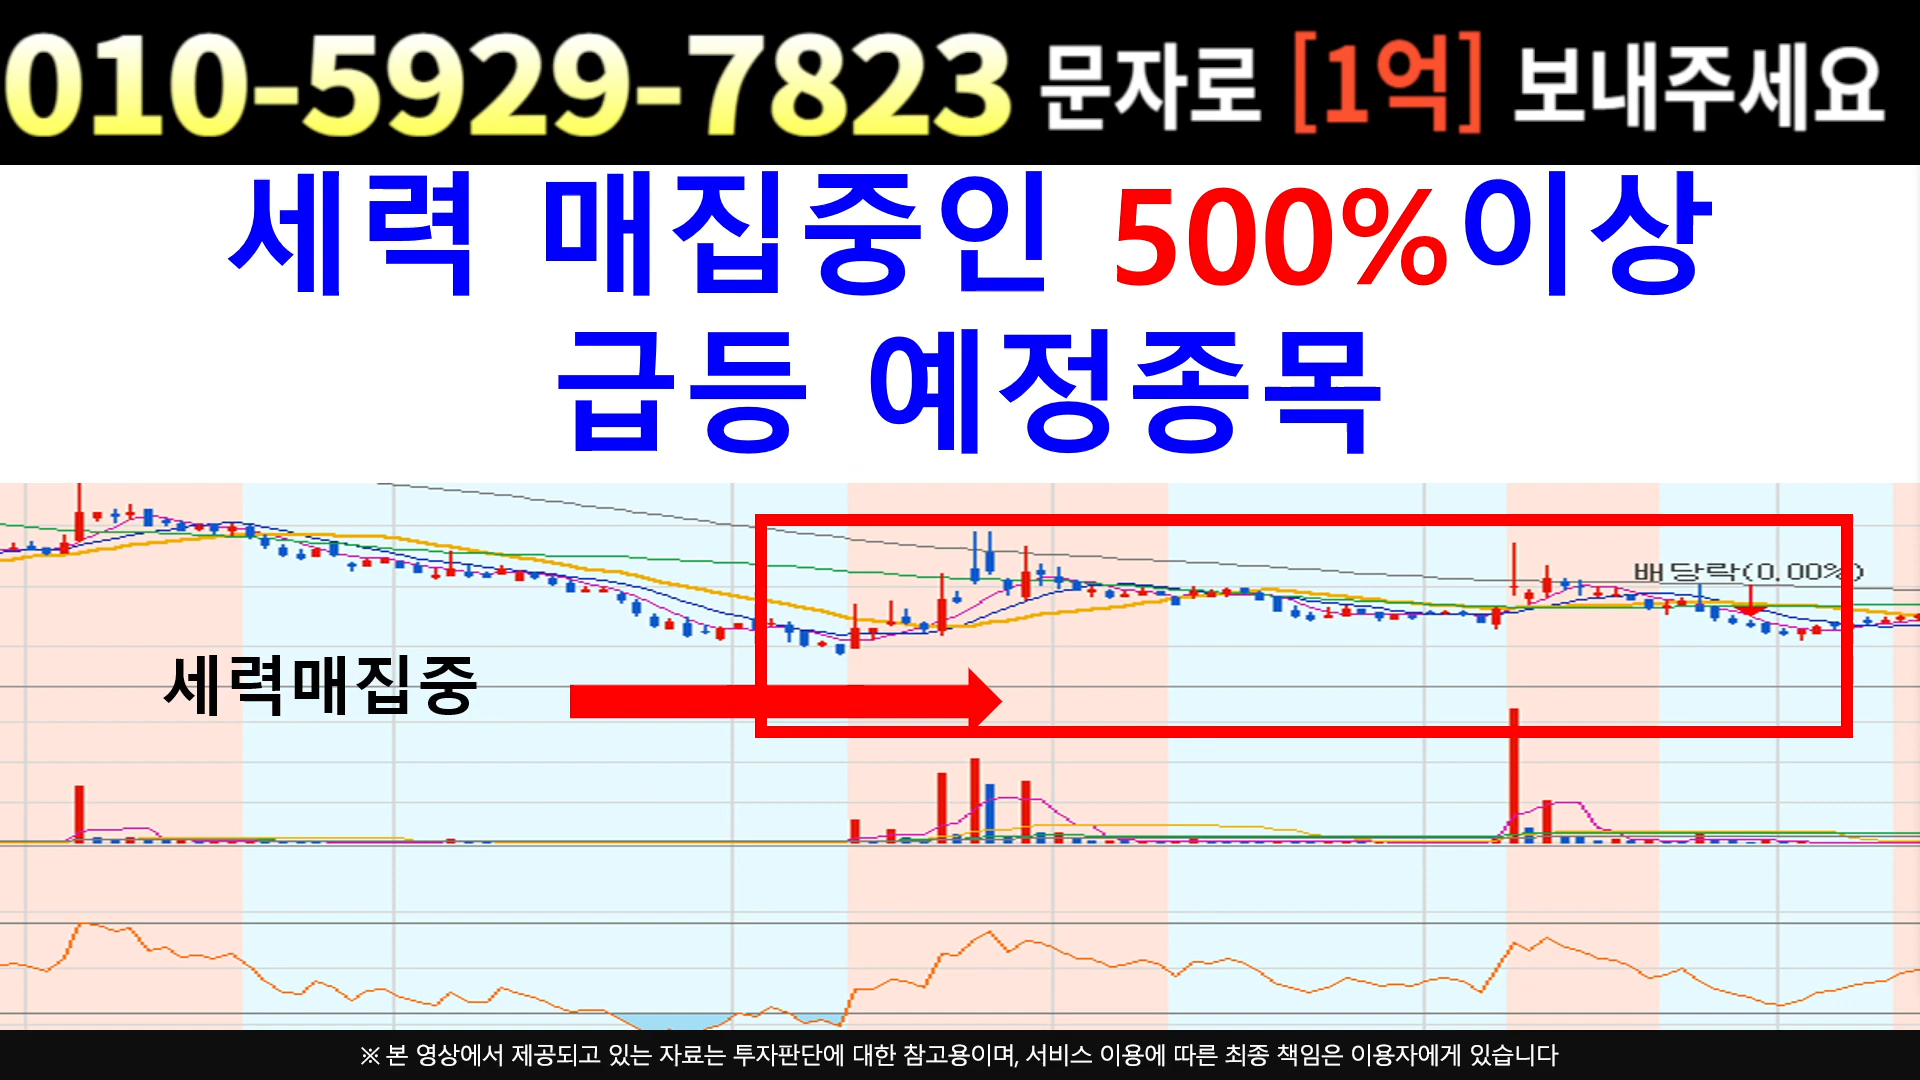 010-5929-7823 문자로 [1억] 보내주세요
세력 매집중인 500%이상
급등 예정종목
배당락(0.00%)
세력매집중
※ 본 영상에서 제공되고 있는 자료는 투자판단에 대한 참고용이며, 서비스 이용에 따른 최종 책임은 이용자에게 있습니다